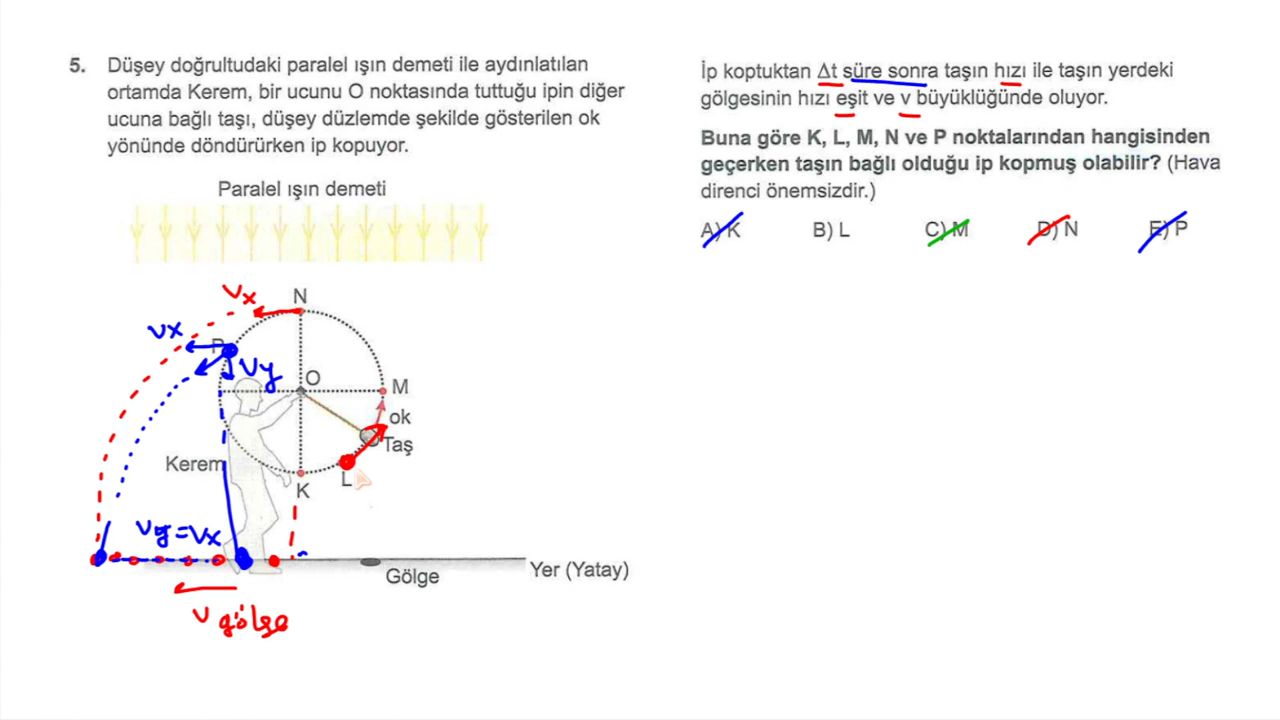 5. Düşey doğrultudaki paralel ışın demeti ile aydınlatılan
ortamda Kerem, bir ucunu O noktasında tuttuğu ipin diğer
ucuna bağlı taşı, düşey düzlemde şekilde gösterilen ok
yönünde döndürürken ip kopuyor.
Paralel ışın demeti
Vx
N
Vx
P
Vy
O
M
ok
Taş
Kerem
L
K
Vy=Vx
Gölge
Yer (Yatay)
V gölge
İp koptuktan Δt süre sonra taşın hızı ile taşın yerdeki
gölgesinin hızı eşit ve v büyüklüğünde oluyor.
Buna göre K, L, M, N ve P noktalarından hangisinden
geçerken taşın bağlı olduğu ip kopmuş olabilir? (Hava
direnci önemsizdir.)
A) K B) L C) M D) N E) P